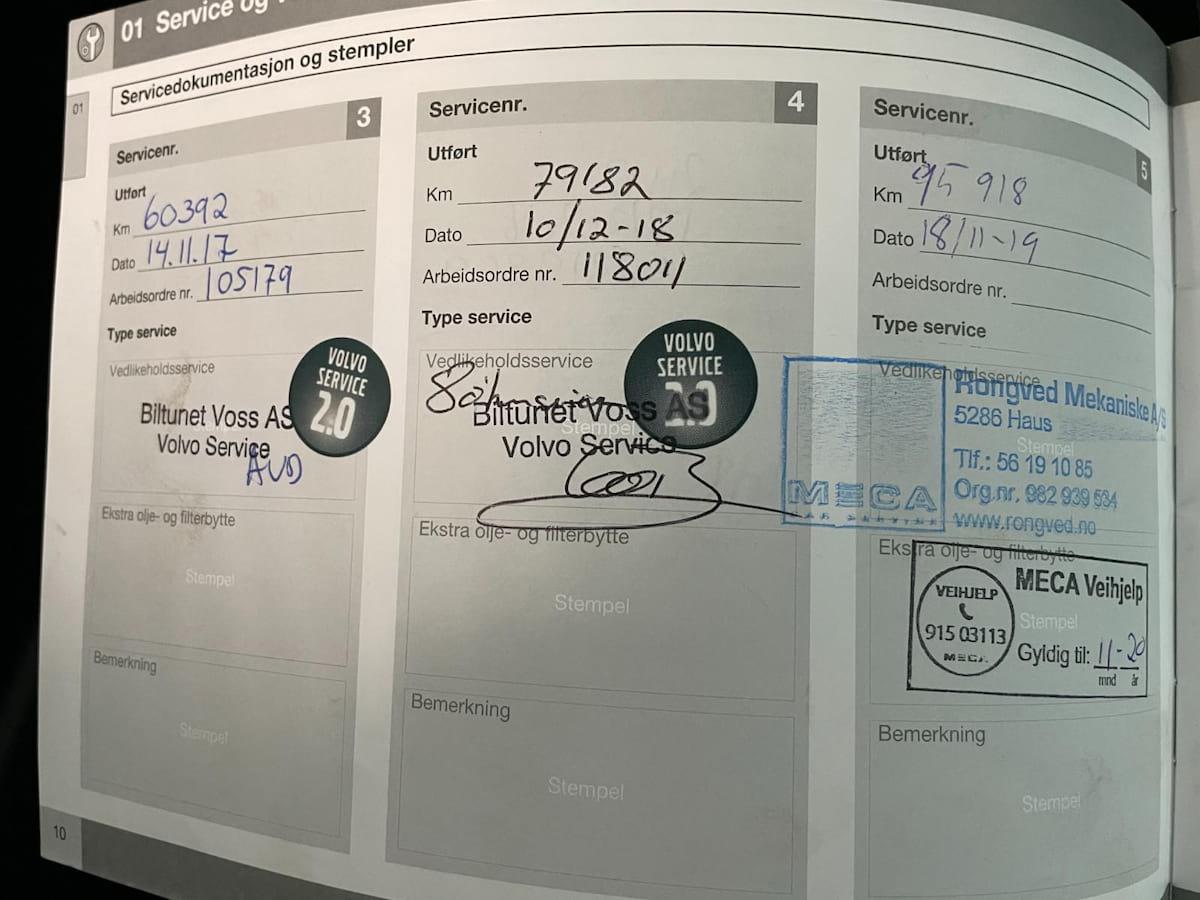 01 Service og
Servicedokumentasjon og stempler
01
Servicenr. 3
Utført
Km 60392
Dato 14.11.17
Arbeidsordre nr. 105179
Type service
Vedlikeholdsservice
VOLVO
SERVICE
2.0
Biltunet Voss AS
Volvo Service
AUD
Ekstra olje- og filterbytte
Stempel
Bemerkning
Stempel
10
Servicenr. 4
Utført
Km 79182
Dato 10/12-18
Arbeidsordre nr. 118011
Type service
Vedlikeholdsservice
VOLVO
SERVICE
2.0
Biltunet Voss AS
Stempel
Volvo Service
Ekstra olje- og filterbytte
Stempel
Bemerkning
Stempel
Servicenr. 5
Utført
Km 95 918
Dato 18/11-19
Arbeidsordre nr.
Type service
Vedlikeholdsservice
Rongved Mekaniske A/S
5286 Haus
Stempel
Tlf.: 56 19 10 85
Org.nr. 982 939 534
www.rongved.no
MECA
Ekstra olje- og filterbytte
MECA Veihjelp
VEIHJELP
915 03113
MECA
Stempel
Gyldig til: 11-20
mnd år
Bemerkning
Stempel